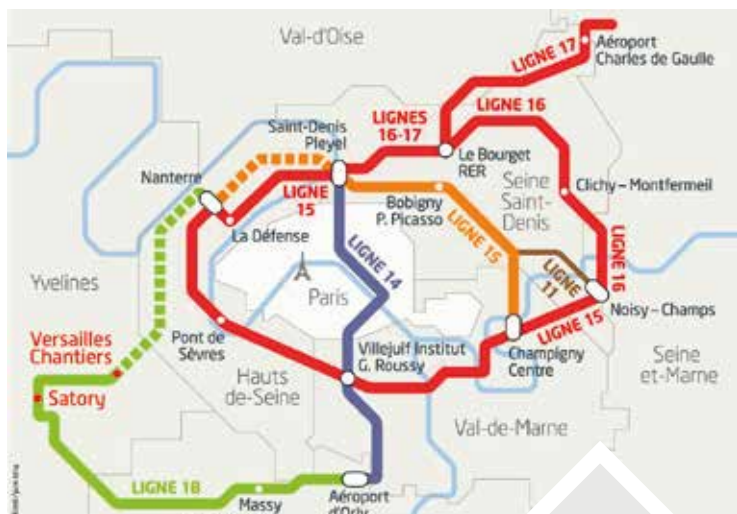 Val-d'Oise
LIGNE 17
Aéroport
Charles de Gaulle
LIGNES
16-17
LIGNE 16
Saint-Denis
Pleyel
Le Bourget
RER
Nanterre
Seine
Saint-
Denis
Clichy – Montfermeil
LIGNE
15
Bobigny
P. Picasso
La Défense
LIGNE 15
LIGNE 14
LIGNE
11
LIGNE 16
Yvelines
Paris
Noisy – Champs
LIGNE 15
Pont de
Sèvres
Versailles
Chantiers
Villejuif Institut
G. Roussy
Champigny
Centre
Seine
et-Marne
Hauts
de-Seine
Satory
Val-de-Marne
LIGNE 18
Massy
Aéroport
d'Orly